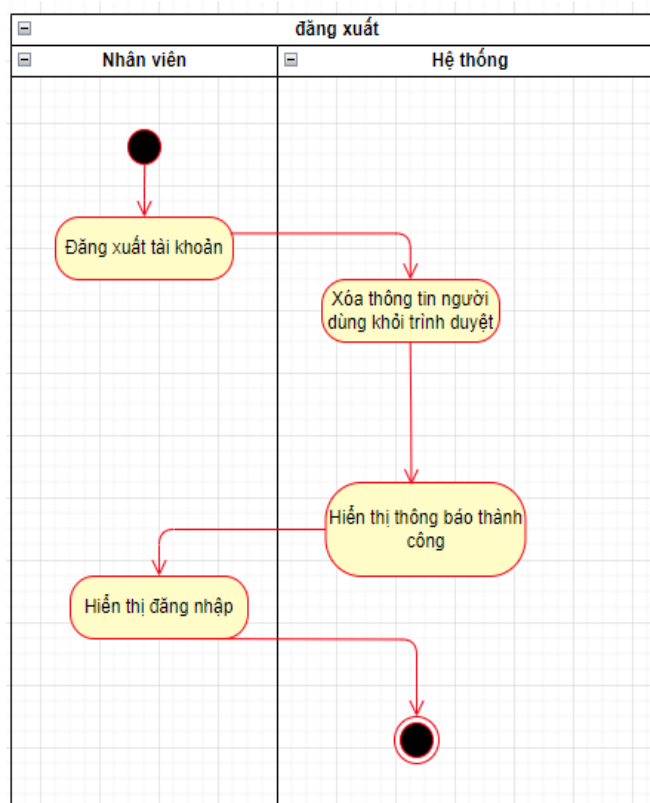 đăng xuất
Nhân viên
Hệ thống
Đăng xuất tài khoản
Xóa thông tin người
dùng khỏi trình duyệt
Hiển thị thông báo thành
công
Hiển thị đăng nhập